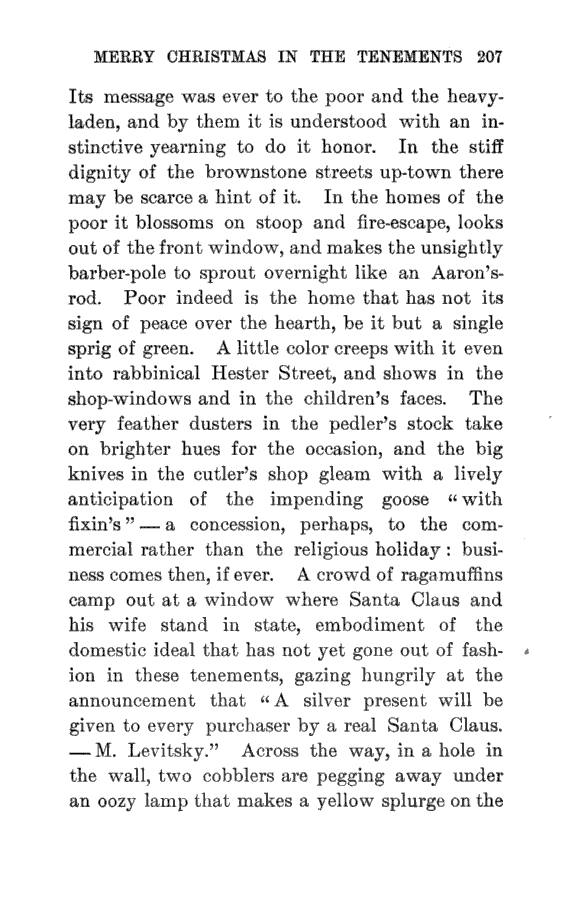 MERRY CHRISTMAS IN THE TENEMENTS 207
Its message was ever to the poor and the heavy-
laden, and by them it is understood with an in-
stinctive yearning to do it honor. In the stiff
dignity of the brownstone streets up-town there
may be scarce a hint of it. In the homes of the
poor it blossoms on stoop and fire-escape, looks
out of the front window, and makes the unsightly
barber-pole to sprout overnight like an Aaron's-
rod. Poor indeed is the home that has not its
sign of peace over the hearth, be it but a single
sprig of green. A little color creeps with it even
into rabbinical Hester Street, and shows in the
shop-windows and in the children's faces. The
very feather dusters in the pedler's stock take
on brighter hues for the occasion, and the big
knives in the cutler's shop gleam with a lively
anticipation of the impending goose “with
fixin's” — a concession, perhaps, to the com-
mercial rather than the religious holiday: busi-
ness comes then, if ever. A crowd of ragamuffins
camp out at a window where Santa Claus and
his wife stand in state, embodiment of the
domestic ideal that has not yet gone out of fash-
ion in these tenements, gazing hungrily at the
announcement that “A silver present will be
given to every purchaser by a real Santa Claus.
— M. Levitsky.” Across the way, in a hole in
the wall, two cobblers are pegging away under
an oozy lamp that makes a yellow splurge on the